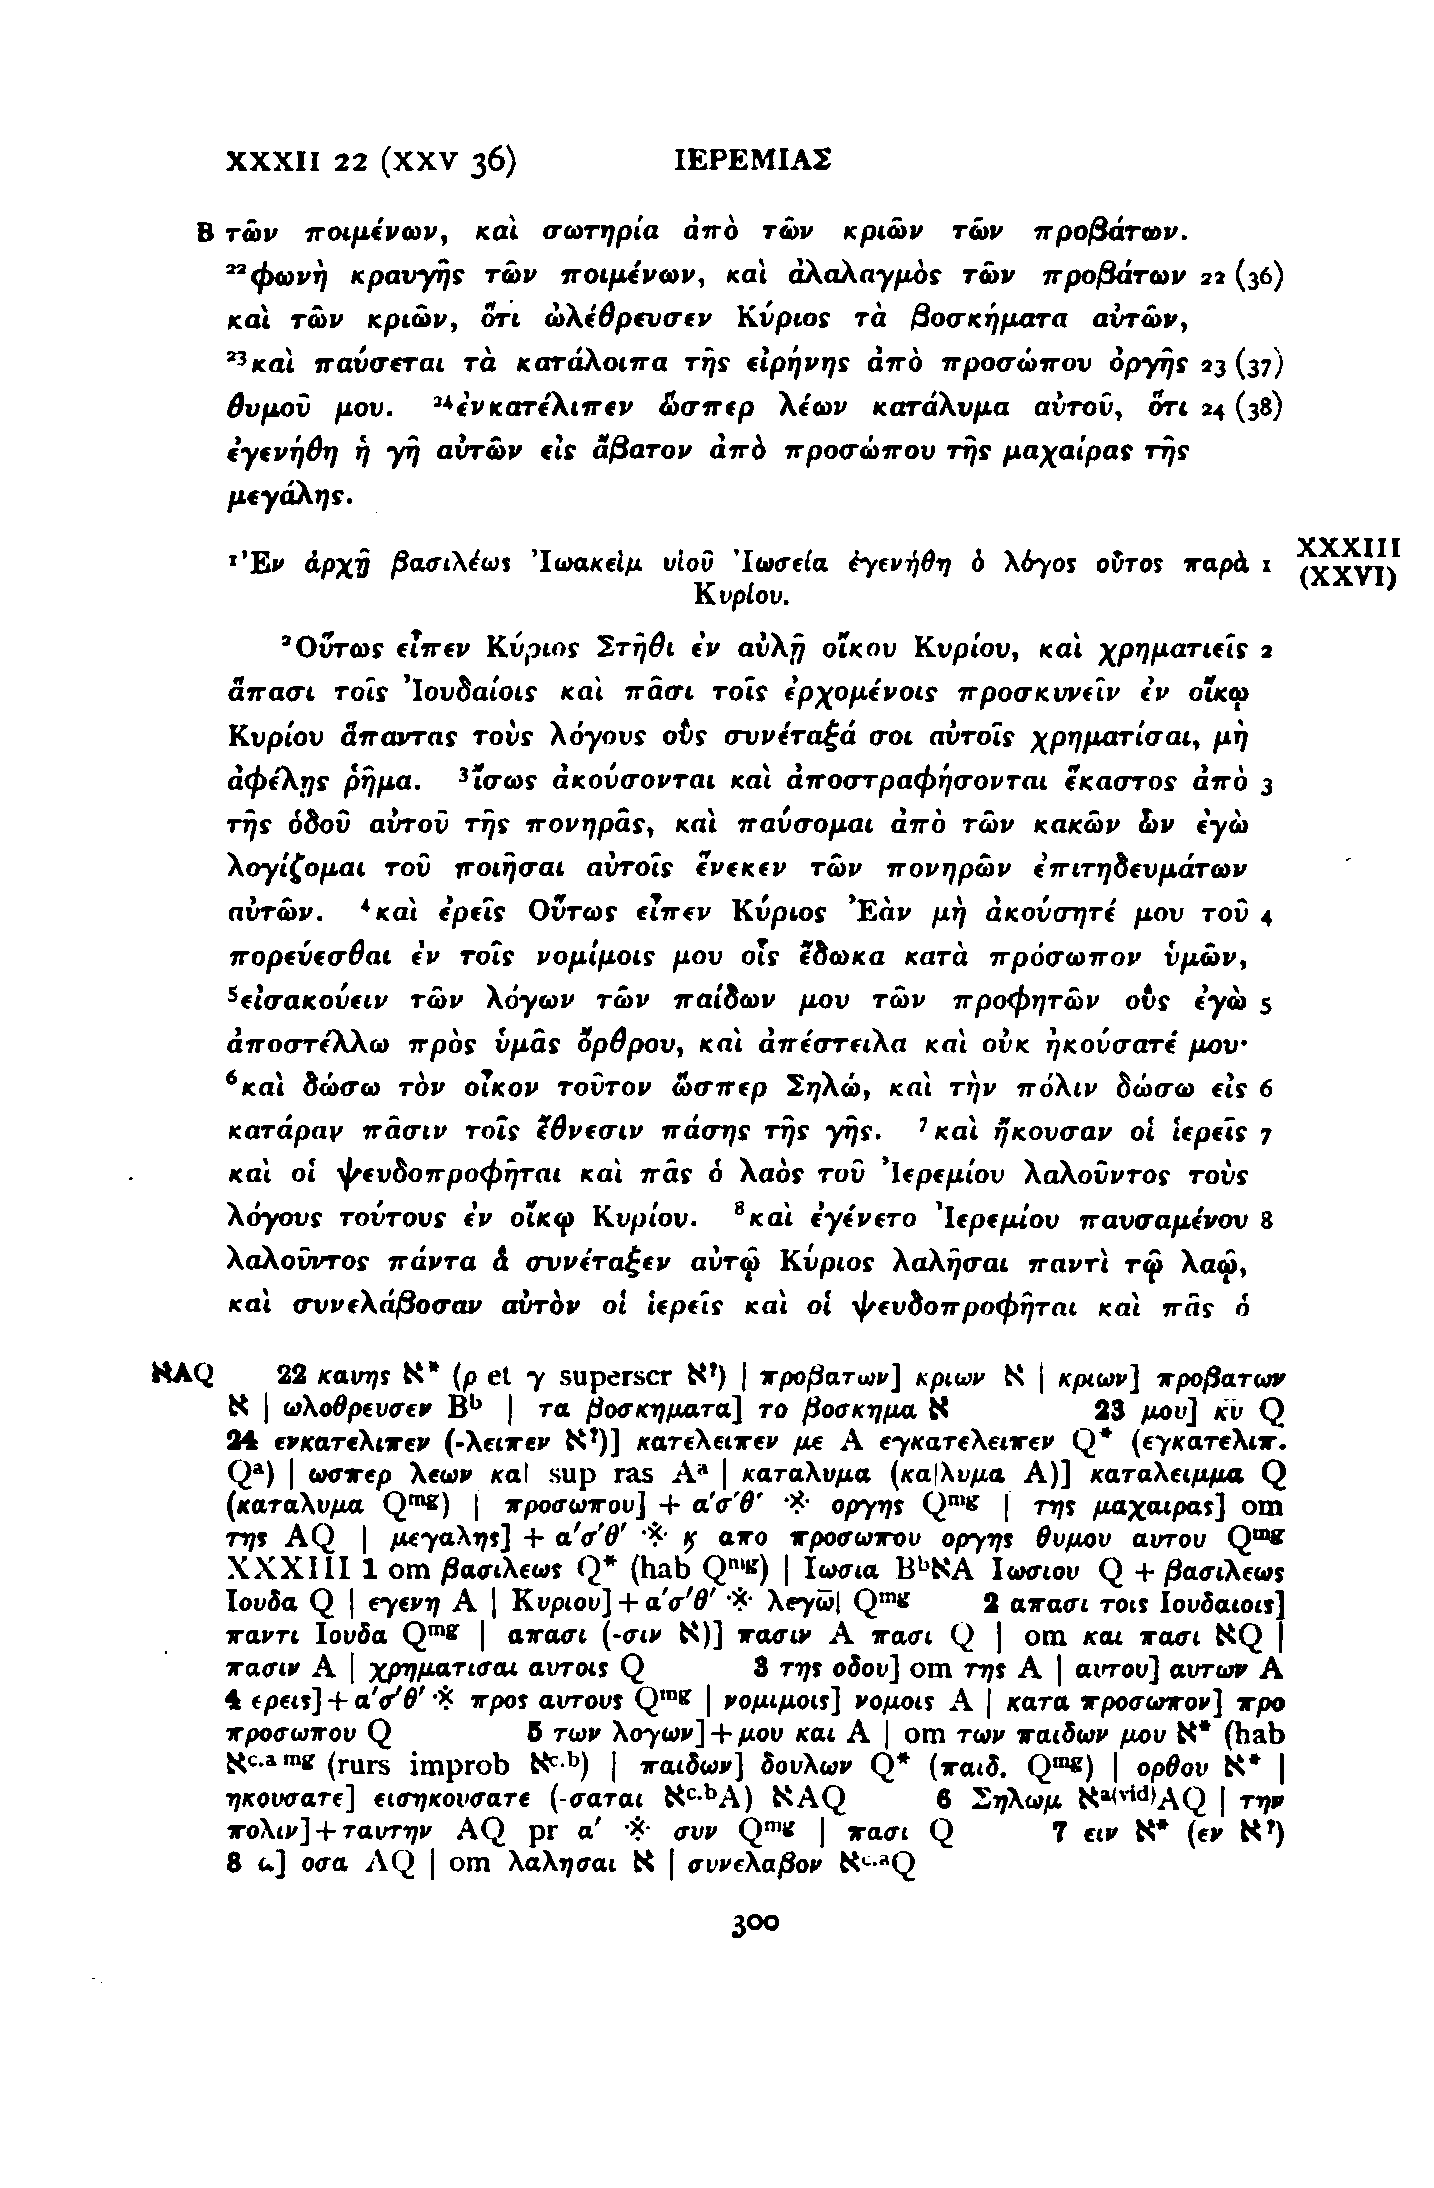 XXXII 22 (XXV 36) ΙΕΡΕΜΙΑΣ
B τῶν ποιμένων, καὶ σωτηρία ἀπὸ τῶν κριῶν τῶν προβάτων.
²²φωνὴ κραυγῆς τῶν ποιμένων, καὶ ἀλαλαγμὸς τῶν προβάτων 22 (36)
καὶ τῶν κριῶν, ὅτι ὠλέθρευσεν Κύριος τὰ βοσκήματα αὐτῶν,
²³καὶ παύσεται τὰ κατάλοιπα τῆς εἰρήνης ἀπὸ προσώπου ὀργῆς 23 (37)
θυμοῦ μου. ²⁴ἐνκατέλιπεν ὥσπερ λέων κατάλυμα αὐτοῦ, ὅτι 24 (38)
ἐγενήθη ἡ γῆ αὐτῶν εἰς ἄβατον ἀπὸ προσώπου τῆς μαχαίρας τῆς
μεγάλης.
¹Ἐν ἀρχῇ βασιλέως Ἰωακεὶμ υἱοῦ Ἰωσεία ἐγενήθη ὁ λόγος οὗτος παρὰ 1 XXXIII
Κυρίου. (XXVI)
²Οὕτως εἶπεν Κύριος Στῆθι ἐν αὐλῇ οἴκου Κυρίου, καὶ χρηματιεῖς 2
ἅπασι τοῖς Ἰουδαίοις καὶ πᾶσι τοῖς ἐρχομένοις προσκυνεῖν ἐν οἴκῳ
Κυρίου ἅπαντας τοὺς λόγους οὓς συνέταξά σοι αὐτοῖς χρηματίσαι, μὴ
ἀφέλῃς ῥῆμα. ³ἴσως ἀκούσονται καὶ ἀποστραφήσονται ἕκαστος ἀπὸ 3
τῆς ὁδοῦ αὐτοῦ τῆς πονηρᾶς, καὶ παύσομαι ἀπὸ τῶν κακῶν ὧν ἐγὼ
λογίζομαι τοῦ ποιῆσαι αὐτοῖς ἕνεκεν τῶν πονηρῶν ἐπιτηδευμάτων
αὐτῶν. ⁴καὶ ἐρεῖς Οὕτως εἶπεν Κύριος Ἐὰν μὴ ἀκούσητέ μου τοῦ 4
πορεύεσθαι ἐν τοῖς νομίμοις μου οἷς ἔδωκα κατὰ πρόσωπον ὑμῶν,
⁵εἰσακούειν τῶν λόγων τῶν παίδων μου τῶν προφητῶν οὓς ἐγὼ 5
ἀποστέλλω πρὸς ὑμᾶς ὄρθρου, καὶ ἀπέστειλα καὶ οὐκ ἠκούσατέ μου·
⁶καὶ δώσω τὸν οἶκον τοῦτον ὥσπερ Σηλώ, καὶ τὴν πόλιν δώσω εἰς 6
κατάραν πᾶσιν τοῖς ἔθνεσιν πάσης τῆς γῆς. ⁷καὶ ἤκουσαν οἱ ἱερεῖς 7
καὶ οἱ ψευδοπροφῆται καὶ πᾶς ὁ λαὸς τοῦ Ἰερεμίου λαλοῦντος τοὺς
λόγους τούτους ἐν οἴκῳ Κυρίου. ⁸καὶ ἐγένετο Ἰερεμίου παυσαμένου 8
λαλοῦντος πάντα ἃ συνέταξεν αὐτῷ Κύριος λαλῆσαι παντὶ τῷ λαῷ,
καὶ συνελάβοσαν αὐτὸν οἱ ἱερεῖς καὶ οἱ ψευδοπροφῆται καὶ πᾶς ὁ
ℵAQ 22 καυης ℵ* (ρ et γ superscr ℵ?) | προβατων] κριων ℵ | κριων] προβατων
ℵ | ωλοθρευσεν Bᵇ | τα βοσκηματα] το βοσκημα ℵ 23 μου] κ̅υ̅ Q
24 ενκατελιπεν (-λειπεν ℵ?)] κατελειπεν με A εγκατελειπεν Q* (εγκατελιπ.
Qᵃ) | ωσπερ λεων κα| sup ras Aᵃ | καταλυμα (κα|λυμα A)] καταλειμμα Q
(καταλυμα Qᵐᵍ) | προσωπου] + α′σ′θ′ ※ οργης Qᵐᵍ | της μαχαιρας] om
της AQ | μεγαλης] + α′σ′θ′ ※ ϗ απο προσωπου οργης θυμου αυτου Qᵐᵍ
XXXIII 1 om βασιλεως Q* (hab Qᵐᵍ) | Ιωσια BᵇℵA Ιωσιου Q + βασιλεως
Ιουδα Q | εγενη A | Κυριου] + α′σ′θ′ ※ λεγω̅| Qᵐᵍ 2 απασι τοις Ιουδαιοις]
παντι Ιουδα Qᵐᵍ | απασι (-σιν ℵ)] πασιν A πασι Q | om και πασι ℵQ |
πασιν A | χρηματισαι αυτοις Q 3 της οδου] om της A | αυτου] αυτων A
4 ερεις] + α′σ′θ′ ※ προς αυτους Qᵐᵍ | νομιμοις] νομοις A | κατα προσωπον] προ
προσωπου Q 5 των λογων] + μου και A | om των παιδων μου ℵ* (hab
ℵᶜ·ᵃ ᵐᵍ (rurs improb ℵᶜ·ᵇ) | παιδων] δουλων Q* (παιδ. Qᵐᵍ) | ορθου ℵ* |
ηκουσατε] εισηκουσατε (-σαται ℵᶜ·ᵇA) ℵAQ 6 Σηλωμ ℵᵃ⁽ᵛⁱᵈ⁾AQ | την
πολιν] + ταυτην AQ pr α′ ※ συν Qᵐᵍ | πασι Q 7 ειν ℵ* (εν ℵ?)
8 α] οσα AQ | om λαλησαι ℵ | συνελαβον ℵᶜ·ᵃQ
300